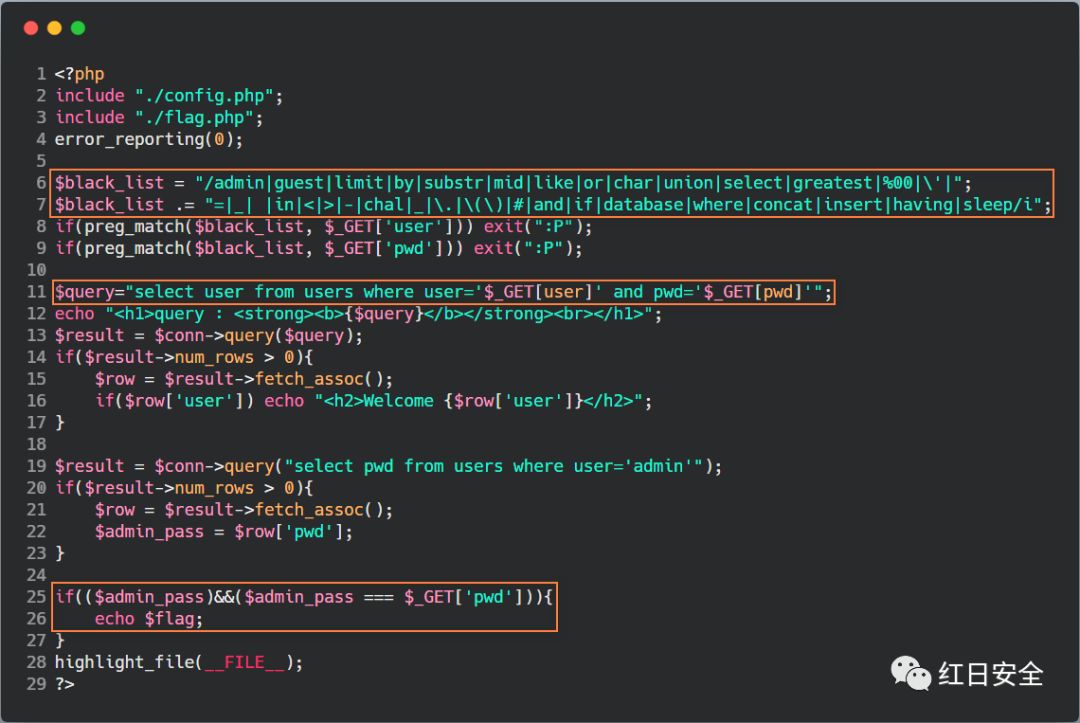 1 <?php
2 include "./config.php";
3 include "./flag.php";
4 error_reporting(0);
5
6 $black_list = "/admin|guest|limit|by|substr|mid|like|or|char|union|select|greatest|%00|\'|";
7 $black_list .= "=|_| |in|<|>|-|chal|_|\.|\(\)|#|and|if|database|where|concat|insert|having|sleep/i";
8 if(preg_match($black_list, $_GET['user'])) exit(":P");
9 if(preg_match($black_list, $_GET['pwd'])) exit(":P");
10
11 $query="select user from users where user='$_GET[user]' and pwd='$_GET[pwd]'";
12 echo "<h1>query : <strong><b>{$query}</b></strong><br></h1>";
13 $result = $conn->query($query);
14 if($result->num_rows > 0){
15     $row = $result->fetch_assoc();
16     if($row['user']) echo "<h2>Welcome {$row['user']}</h2>";
17 }
18
19 $result = $conn->query("select pwd from users where user='admin'");
20 if($result->num_rows > 0){
21     $row = $result->fetch_assoc();
22     $admin_pass = $row['pwd'];
23 }
24
25 if(($admin_pass)&&($admin_pass === $_GET['pwd'])){
26     echo $flag;
27 }
28 highlight_file(__FILE__);
29 ?>
红日安全